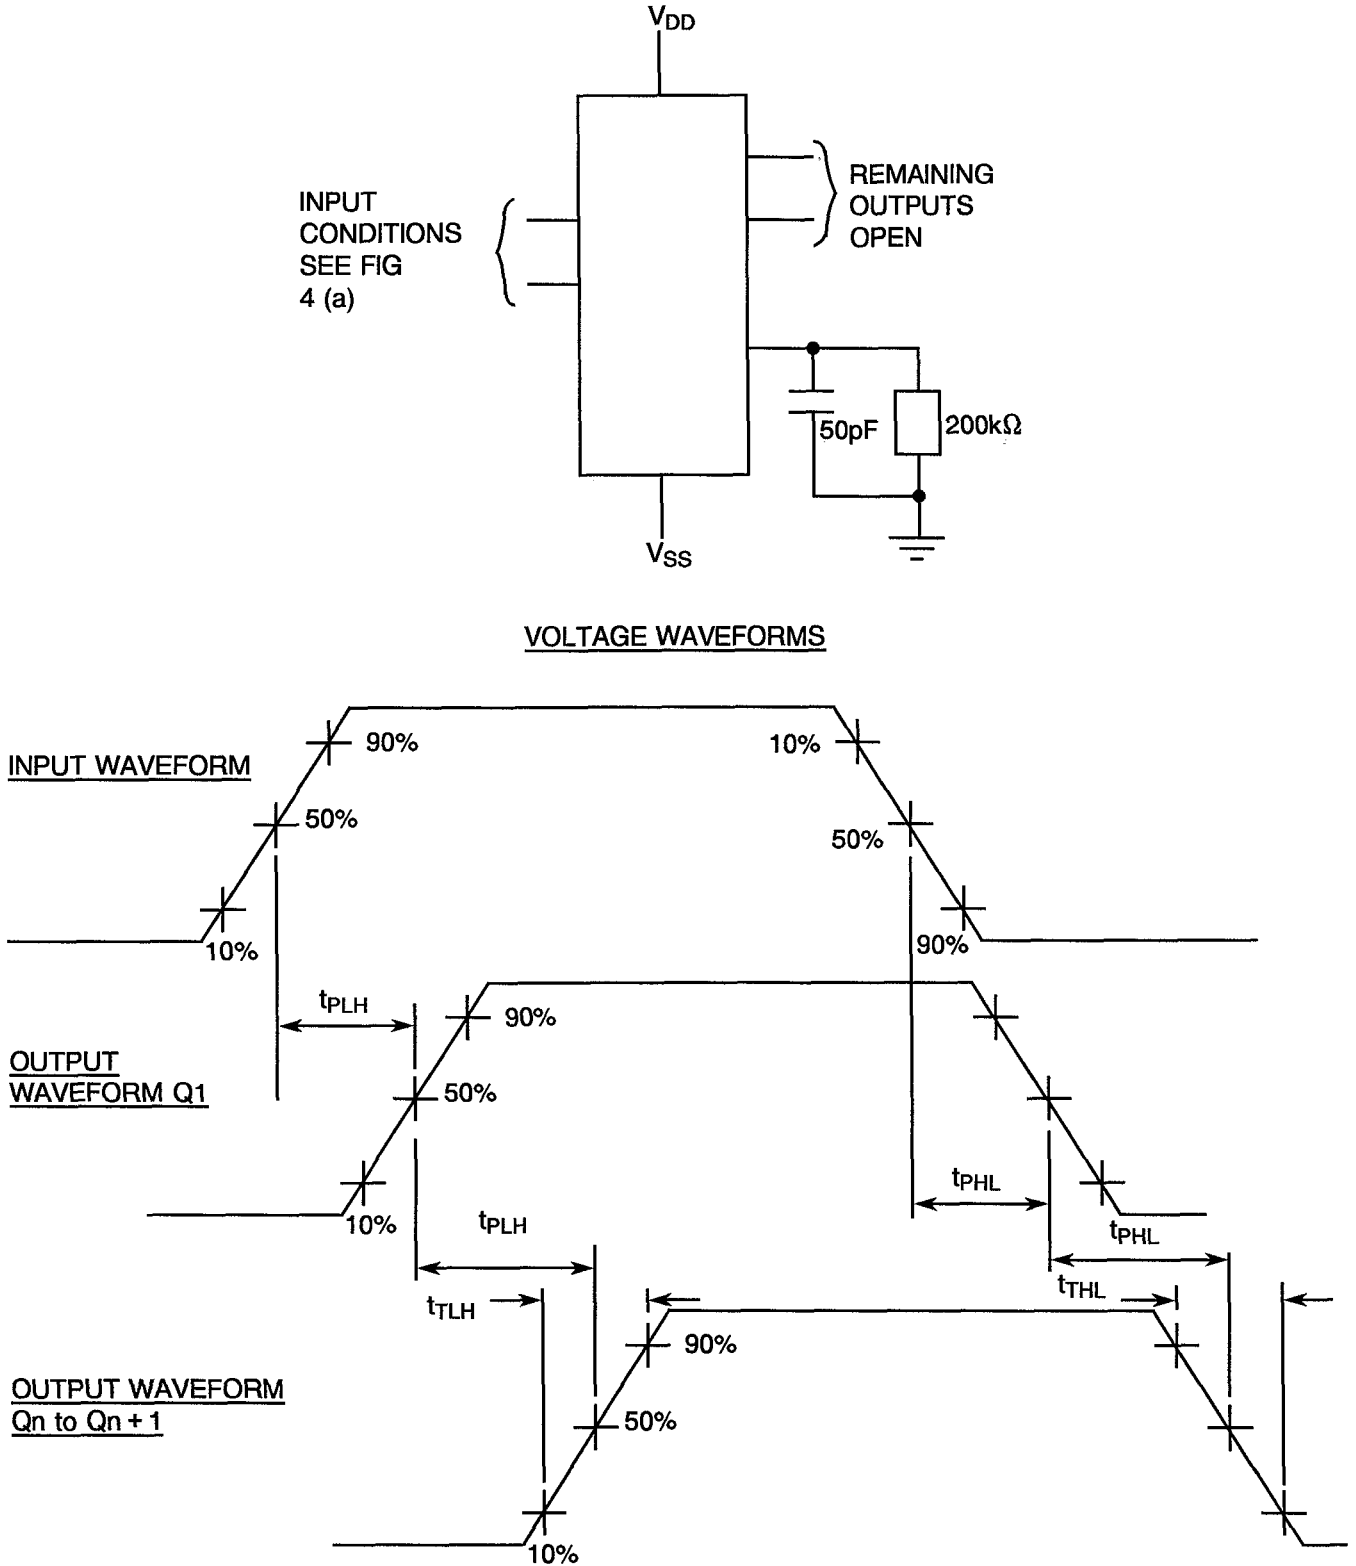 VDD
INPUT
CONDITIONS
SEE FIG
4 (a)
REMAINING
OUTPUTS
OPEN
50pF
200kΩ
VSS
VOLTAGE WAVEFORMS
INPUT WAVEFORM
90%
10%
50%
50%
10%
90%
tPLH
90%
OUTPUT
WAVEFORM Q1
50%
10%
tPHL
tPLH
tPHL
tTLH
tTHL
90%
OUTPUT WAVEFORM
Qn to Qn + 1
50%
10%